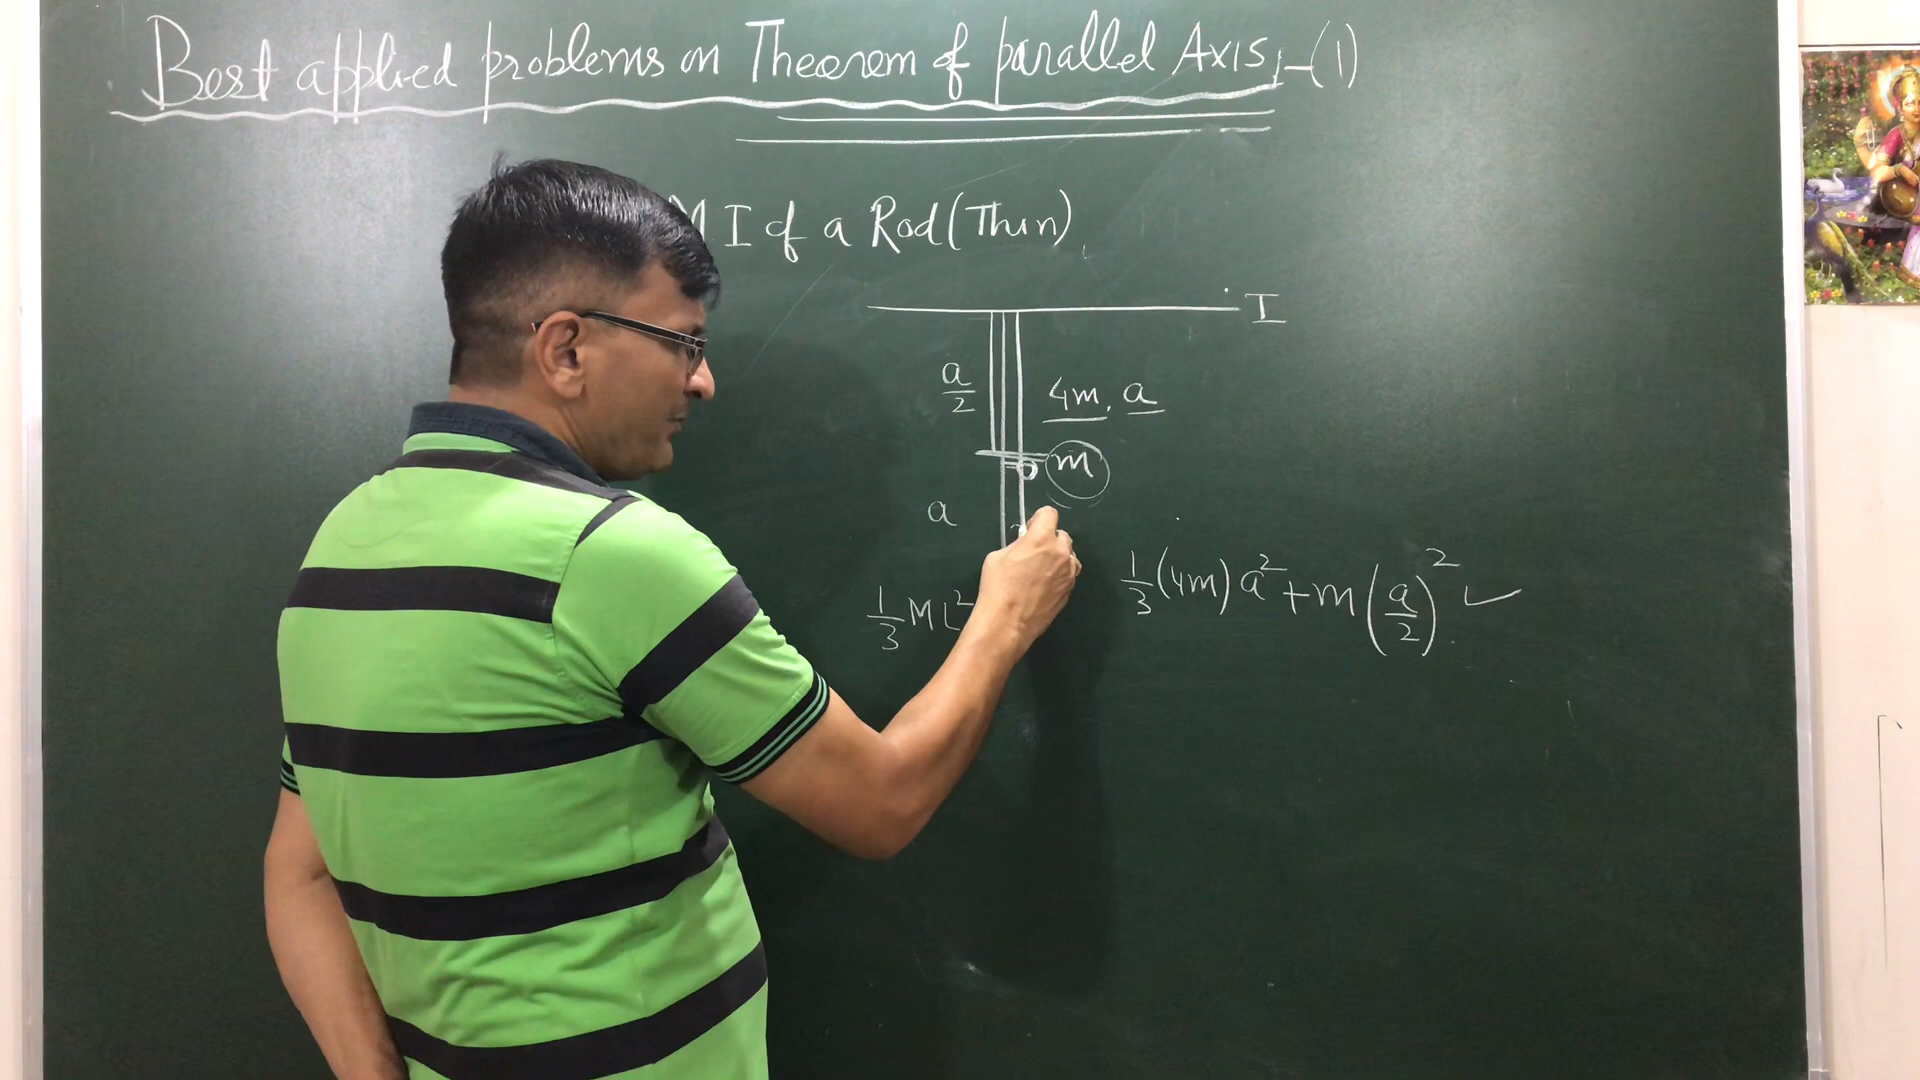 Best applied problems on Theorem of parallel Axis,-(1)
MI of a Rod (Thin)
I
a/2
4m, a
m
a
1/3 ML²
1/3 (4m) a² + m (a/2)² ✓